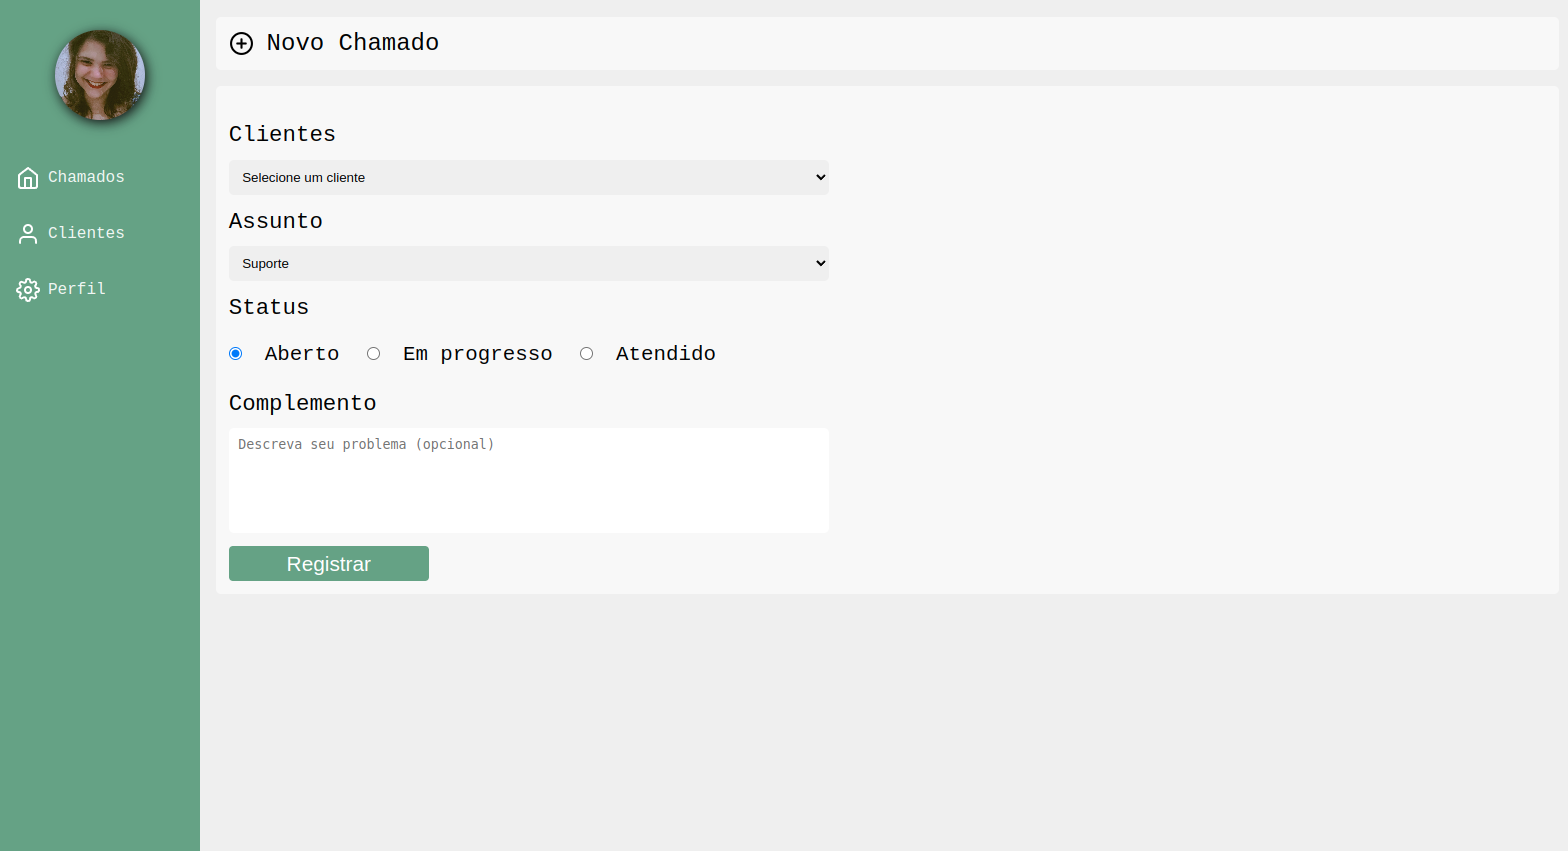 Chamados
Clientes
Perfil
Novo Chamado
Clientes
Selecione um cliente
Assunto
Suporte
Status
Aberto Em progresso Atendido
Complemento
Descreva seu problema (opcional)
Registrar